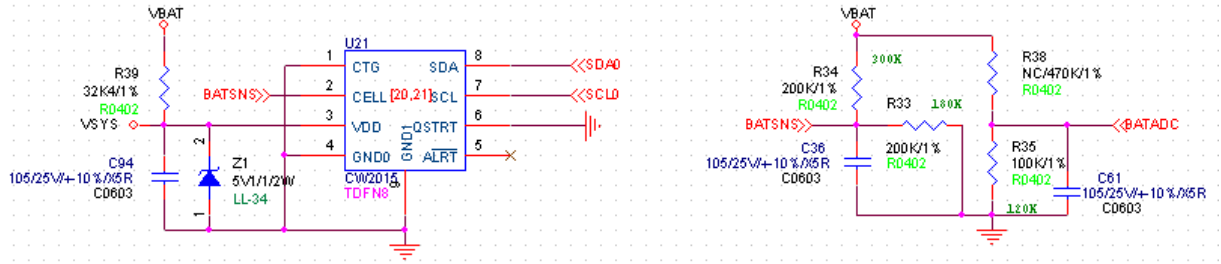 VBAT
R39
32K4/1%
R0402
VSYS
C94
105/25V/+-10%/X5R
C0603
2
1
Z1
5V1/1/2W
LL-34
U21
1
CTG
SDA
8
SDA0
BATSNS
2
CELL
[20,21]
SCL
7
SCL0
3
VDD
QSTRT
6
4
GND0
GND1
ALRT
5
9
CW2015
TDFN8
VBAT
300K
R34
200K/1%
R0402
R38
NC/470K/1%
R0402
R33
180K
BATSNS
200K/1%
R0402
BATADC
C36
105/25V/+-10%/X5R
C0603
R35
100K/1%
R0402
C61
105/25V/+-10%/X5R
C0603
120K